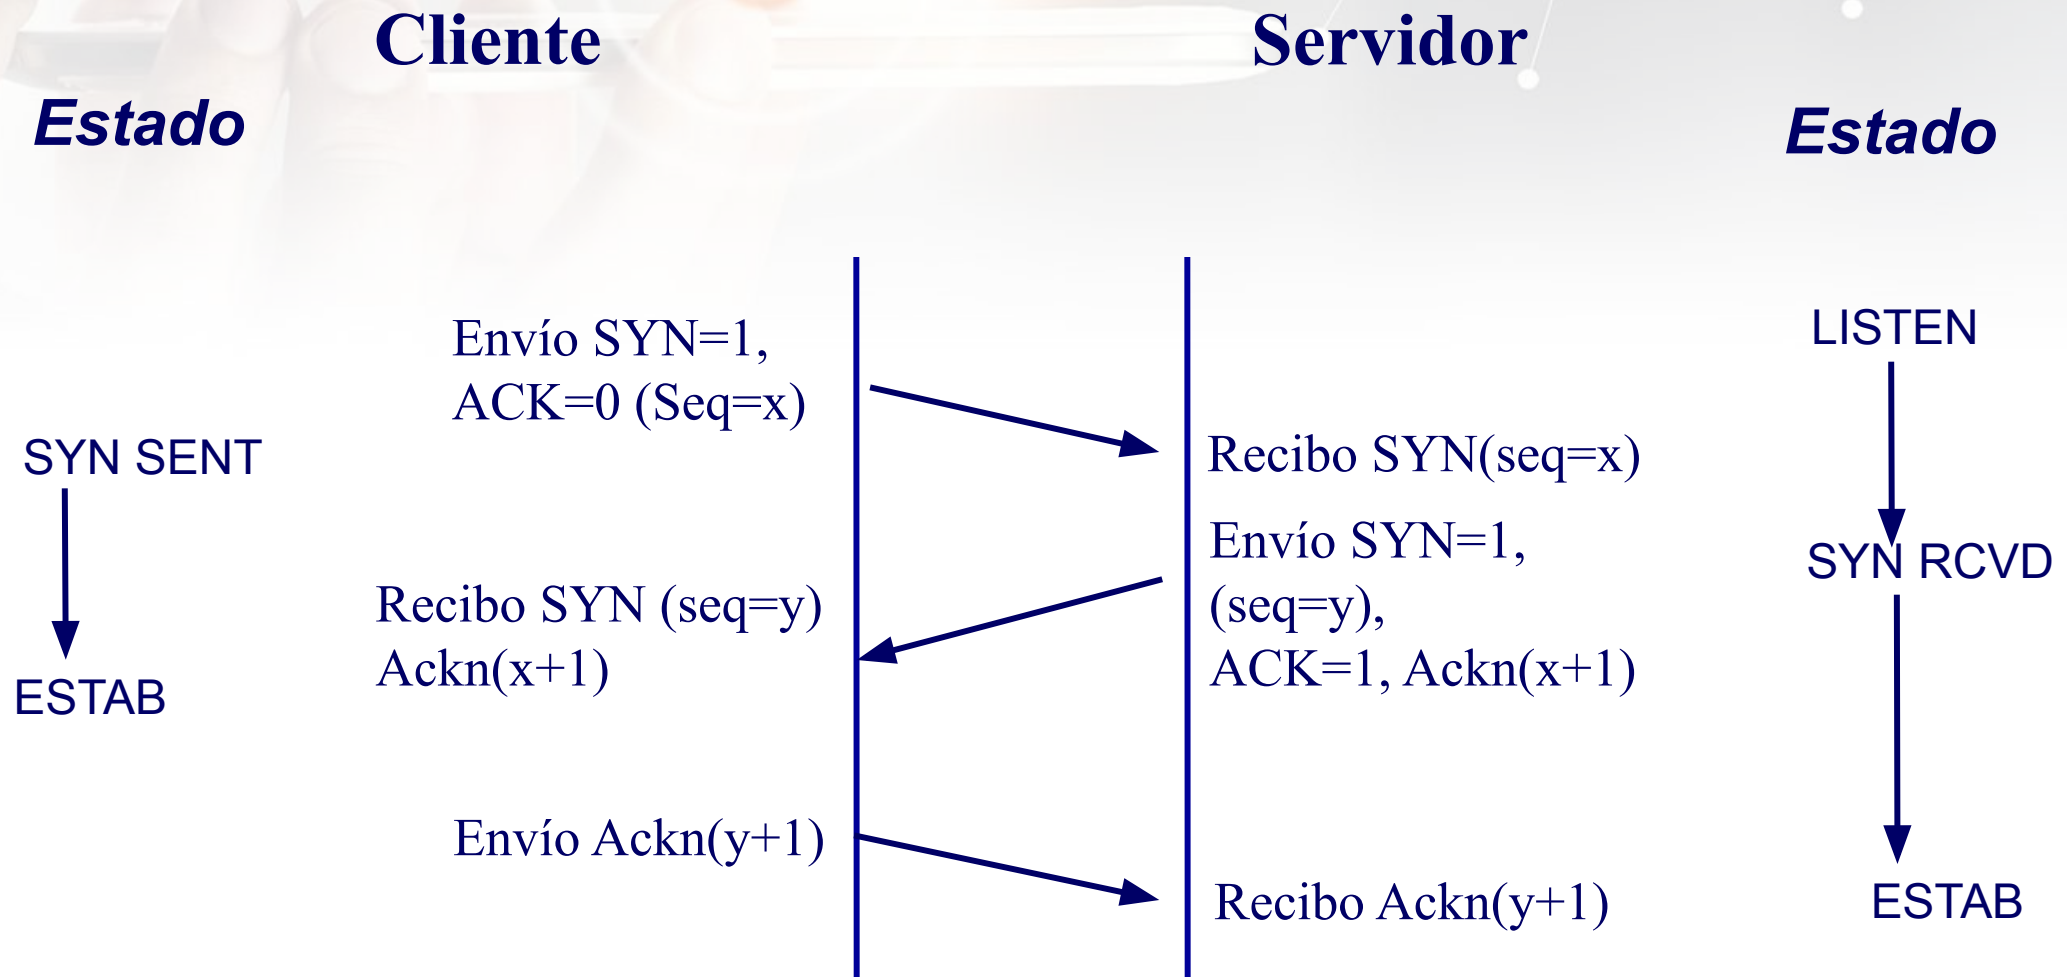 Cliente
Servidor
Estado
Estado
Envío SYN=1,
ACK=0 (Seq=x)
LISTEN
SYN SENT
Recibo SYN(seq=x)
Envío SYN=1,
(seq=y),
ACK=1, Ackn(x+1)
SYN RCVD
Recibo SYN (seq=y)
Ackn(x+1)
ESTAB
Envío Ackn(y+1)
Recibo Ackn(y+1)
ESTAB